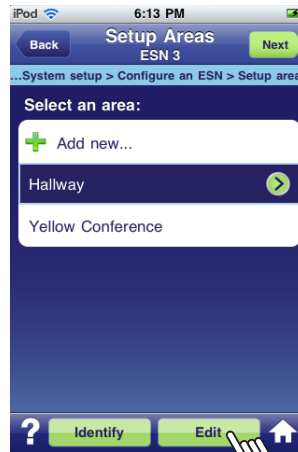 iPod 6:13 PM
Back Setup Areas Next
ESN 3
...System setup > Configure an ESN > Setup area
Select an area:
Add new...
Hallway
Yellow Conference
? Identify Edit